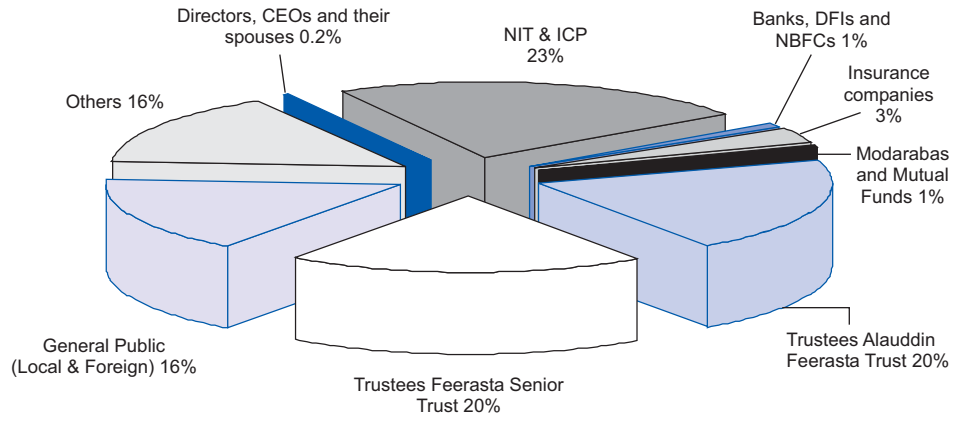 Directors, CEOs and their
spouses 0.2%
NIT & ICP
23%
Banks, DFIs and
NBFCs 1%
Insurance
companies
3%
Others 16%
Modarabas
and Mutual
Funds 1%
General Public
(Local & Foreign) 16%
Trustees Feerasta Senior
Trust 20%
Trustees Alauddin
Feerasta Trust 20%